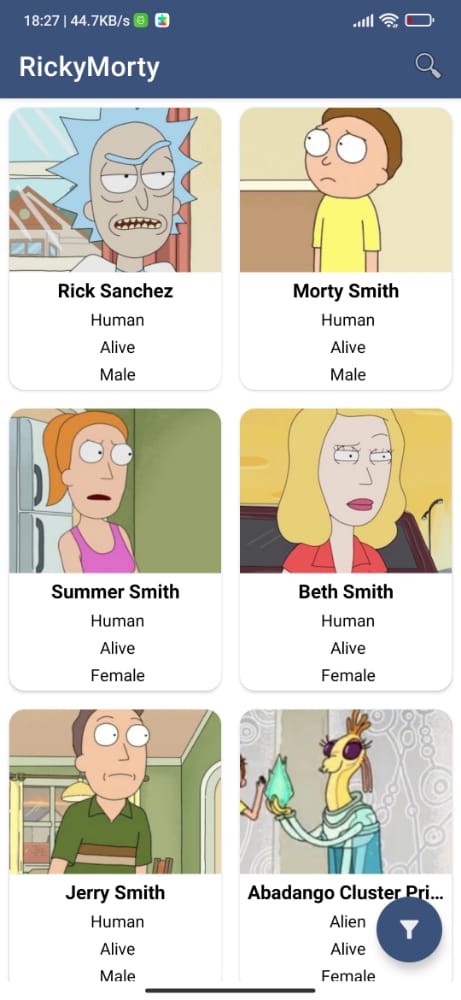 18:27 | 44.7KB/s
RickyMorty
Rick Sanchez
Human
Alive
Male
Morty Smith
Human
Alive
Male
Summer Smith
Human
Alive
Female
Beth Smith
Human
Alive
Female
Jerry Smith
Human
Alive
Male
Abadango Cluster Pri...
Alien
Alive
Female